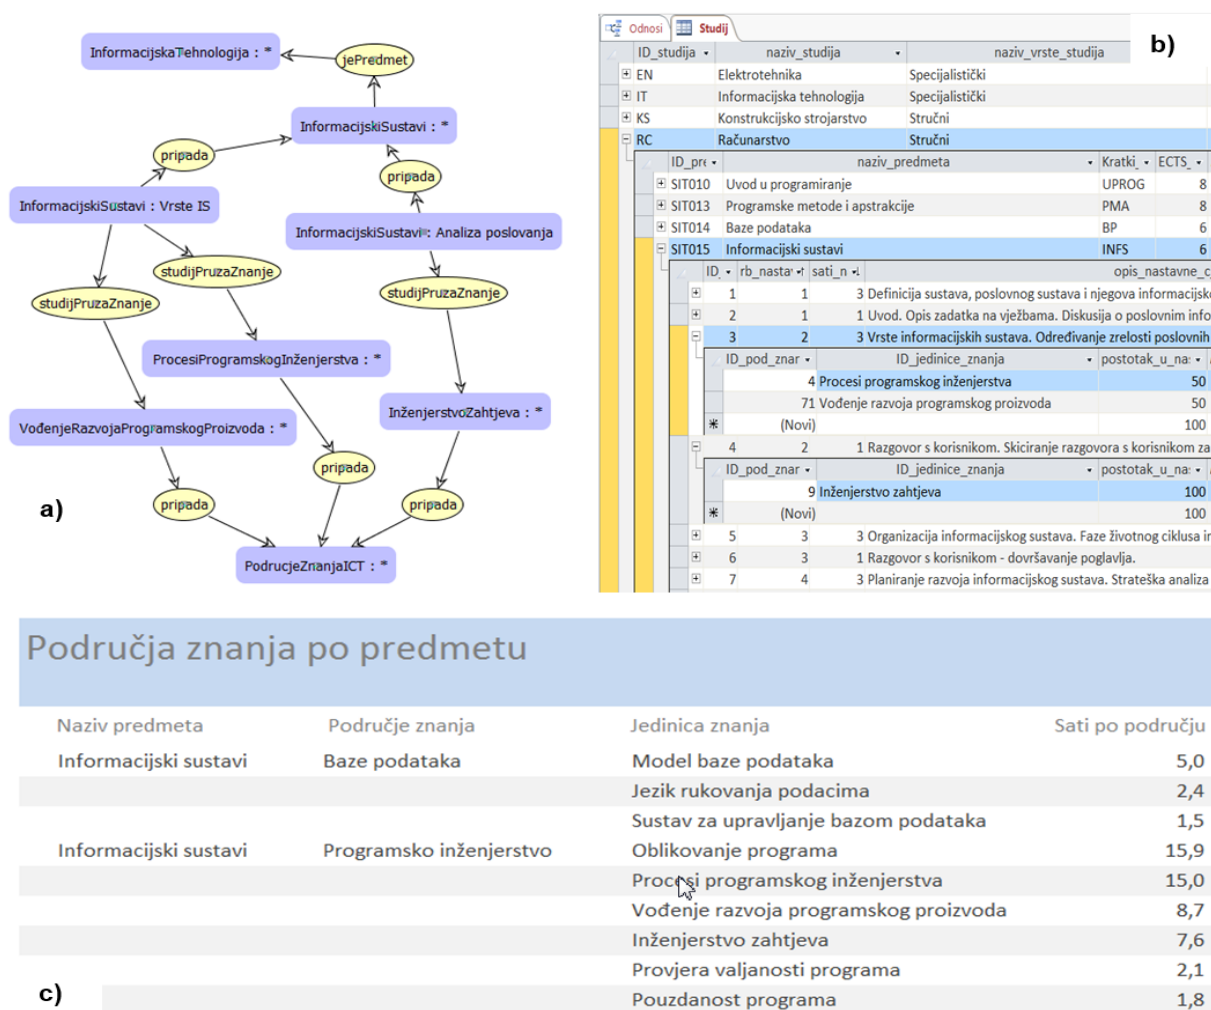 InformacijskaTehnologija : *
jePredmet
InformacijskiSustavi : *
pripada
pripada
InformacijskiSustavi : Vrste IS
InformacijskiSustavi : Analiza poslovanja
studijPruzaZnanje
studijPruzaZnanje
studijPruzaZnanje
ProcesiProgramskogInženjerstva : *
InženjerstvoZahtjeva : *
VođenjeRazvojaProgramskogProizvoda : *
pripada
pripada
pripada
a)
PodrucjeZnanjaICT : *
Odnosi Studij
b)
ID_studija naziv_studija naziv_vrste_studija
EN Elektrotehnika Specijalistički
IT Informacijska tehnologija Specijalistički
KS Konstrukcijsko strojarstvo Stručni
RC Računarstvo Stručni
ID_pre naziv_predmeta Kratki_ ECTS_
SIT010 Uvod u programiranje UPROG 8
SIT013 Programske metode i apstrakcije PMA 8
SIT014 Baze podataka BP 6
SIT015 Informacijski sustavi INFS 6
ID_ rb_nastav sati_n opis_nastavne_c
1 1 3 Definicija sustava, poslovnog sustava i njegova informacijsk
2 1 1 Uvod. Opis zadatka na vježbama. Diskusija o poslovnim info
3 2 3 Vrste informacijskih sustava. Određivanje zrelosti poslovnih
ID_pod_znar ID_jedinice_znanja postotak_u_na:
4 Procesi programskog inženjerstva 50
71 Vođenje razvoja programskog proizvoda 50
* (Novi) 100
4 2 1 Razgovor s korisnikom. Skiciranje razgovora s korisnikom za
ID_pod_znar ID_jedinice_znanja postotak_u_na:
9 Inženjerstvo zahtjeva 100
* (Novi) 100
5 3 3 Organizacija informacijskog sustava. Faze životnog ciklusa i
6 3 1 Razgovor s korisnikom - dovršavanje poglavlja.
7 4 3 Planiranje razvoja informacijskog sustava. Strateška analiza
Područja znanja po predmetu
Naziv predmeta Područje znanja Jedinica znanja Sati po području
Informacijski sustavi Baze podataka Model baze podataka 5,0
Jezik rukovanja podacima 2,4
Sustav za upravljanje bazom podataka 1,5
Informacijski sustavi Programsko inženjerstvo Oblikovanje programa 15,9
Procesi programskog inženjerstva 15,0
Vođenje razvoja programskog proizvoda 8,7
Inženjerstvo zahtjeva 7,6
Provjera valjanosti programa 2,1
c) Pouzdanost programa 1,8